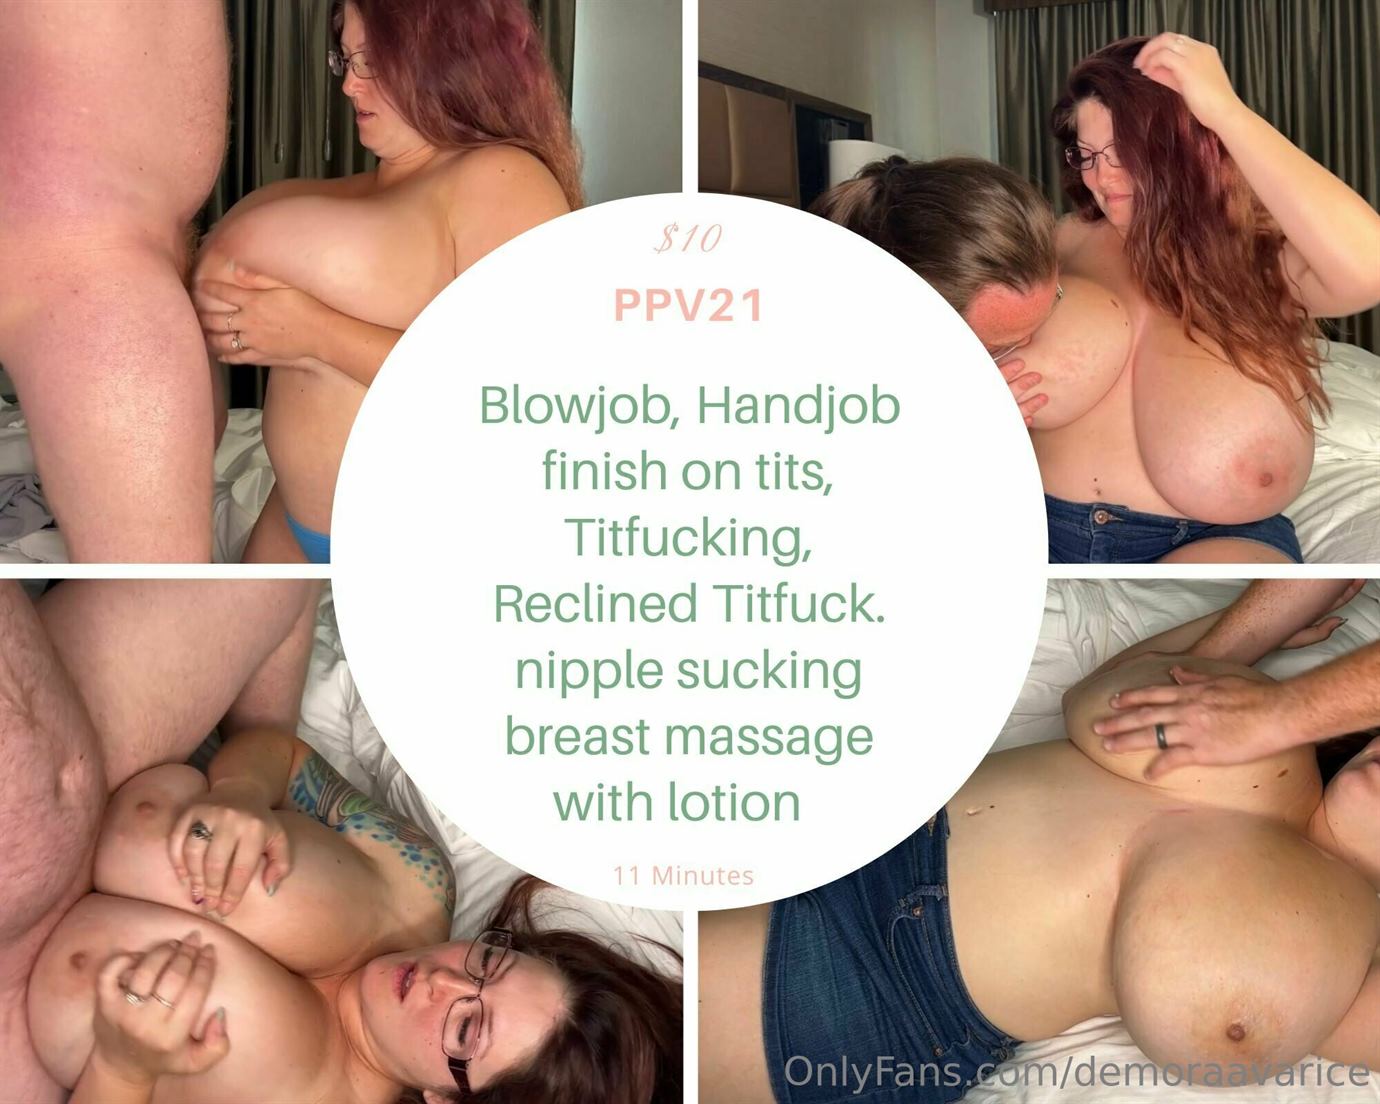 $10
PPV21
Blowjob, Handjob
finish on tits,
Titfucking,
Reclined Titfuck.
nipple sucking
breast massage
with lotion
11 Minutes
OnlyFans.com/demoraavarice